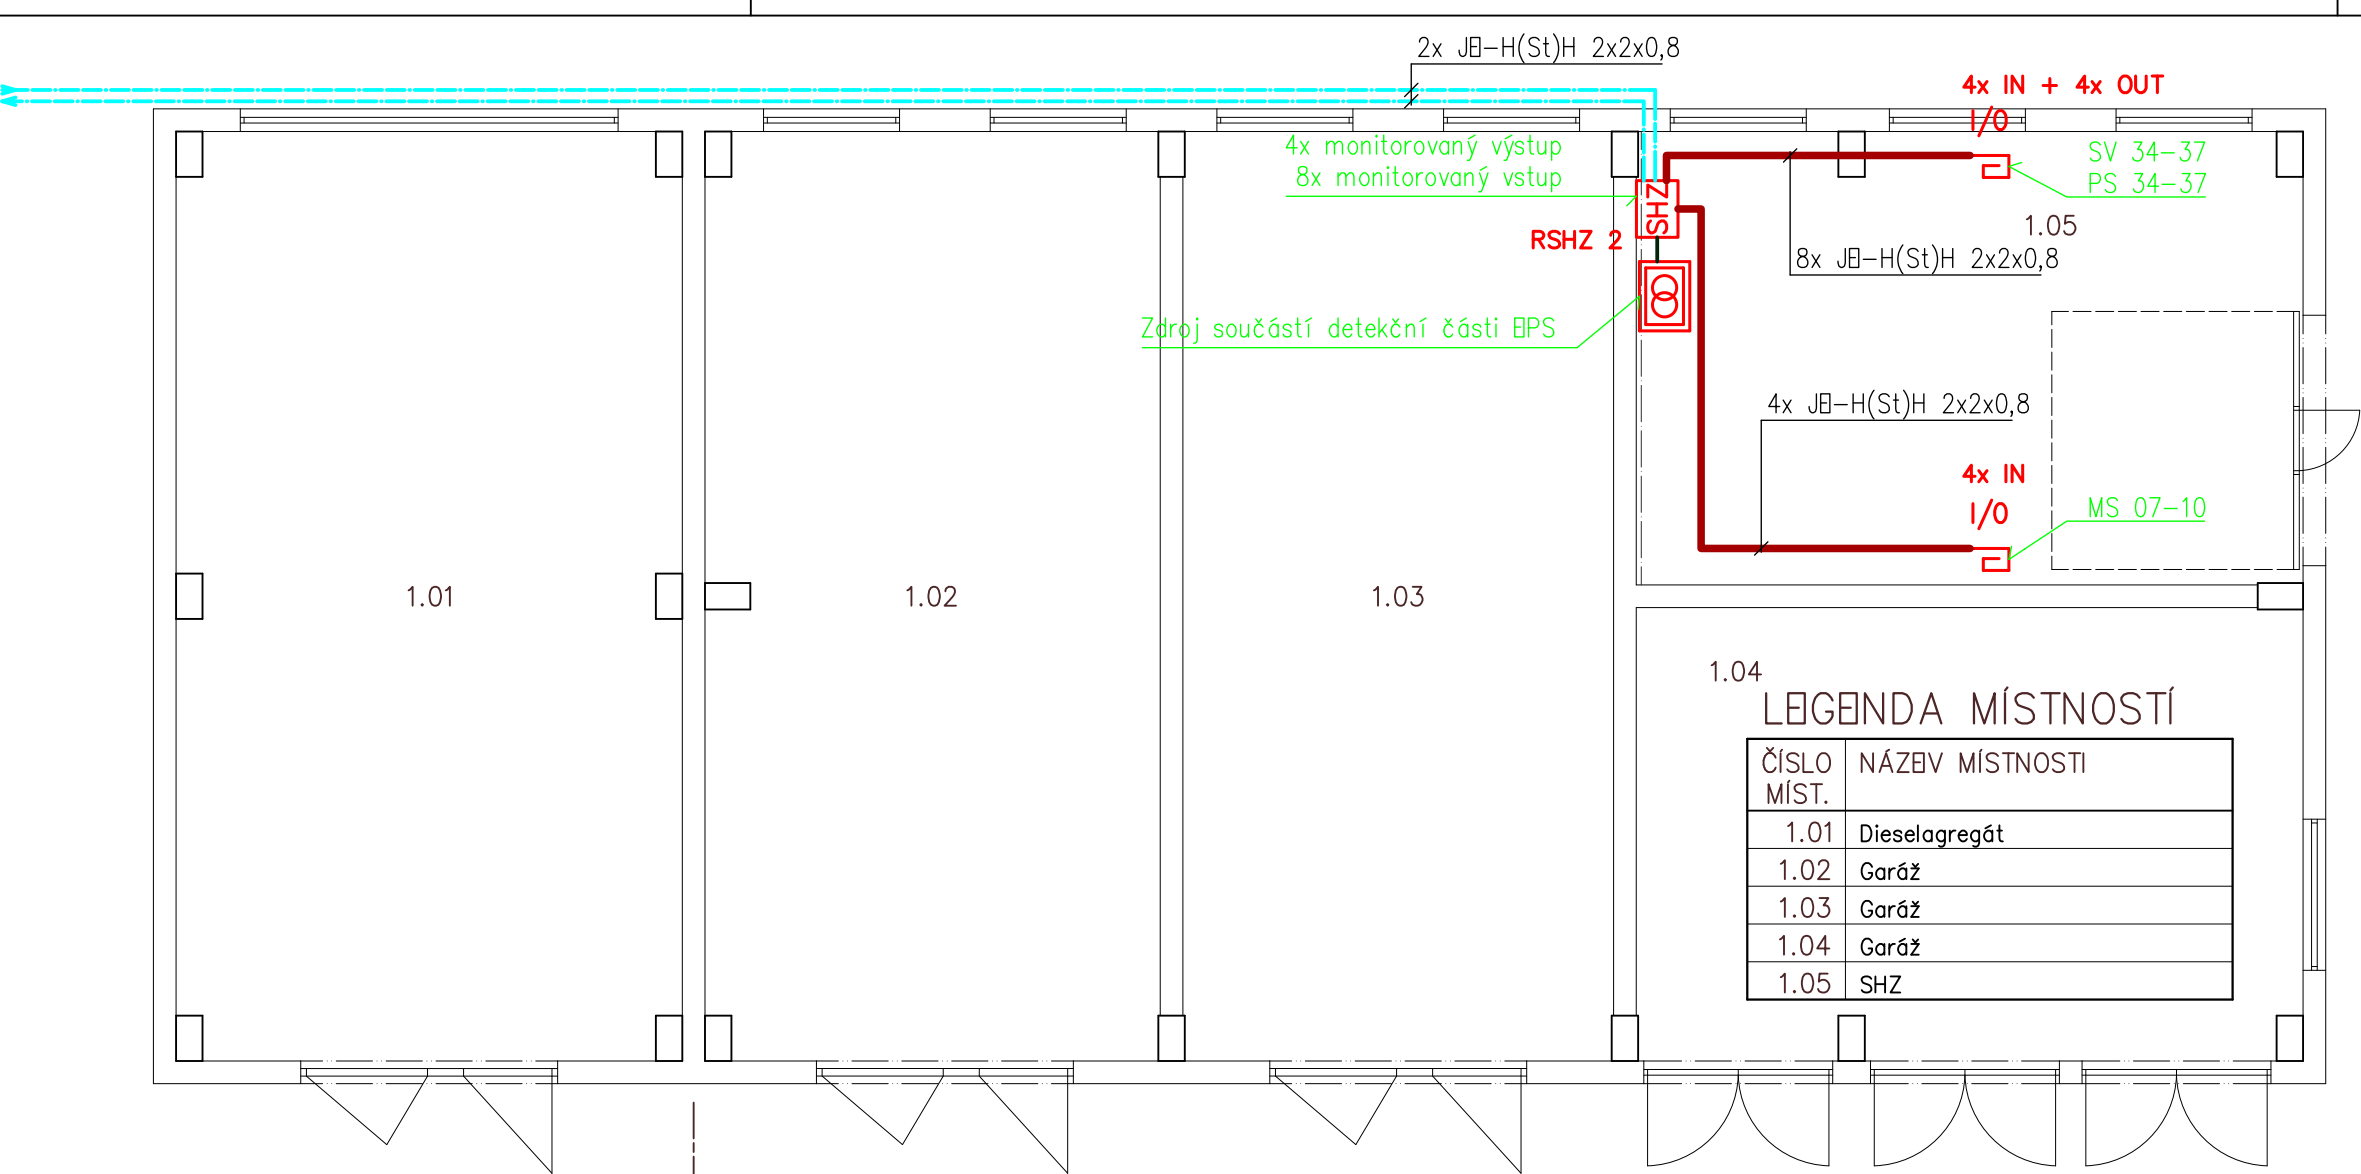 2x JE-H(St)H 2x2x0,8
4x IN + 4x OUT
I/O
4x monitorovaný výstup
8x monitorovaný vstup
SV 34-37
PS 34-37
SHZ
1.05
RSHZ 2
8x JE-H(St)H 2x2x0,8
Zdroj součástí detekční části EPS
4x JE-H(St)H 2x2x0,8
4x IN
I/O
MS 07-10
1.01
1.02
1.03
1.04
LEGENDA MÍSTNOSTÍ
ČÍSLO MÍST. NÁZEV MÍSTNOSTI
1.01 Dieselagregát
1.02 Garáž
1.03 Garáž
1.04 Garáž
1.05 SHZ